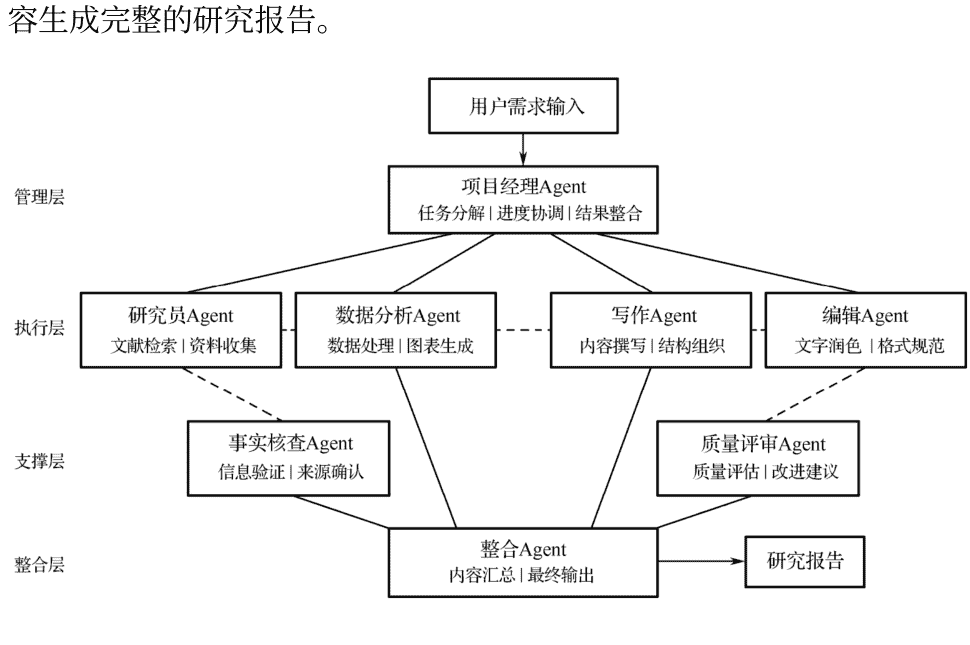 容生成完整的研究报告。
用户需求输入
管理层
项目经理Agent
任务分解|进度协调|结果整合
执行层
研究员Agent
文献检索|资料收集
数据分析Agent
数据处理|图表生成
写作Agent
内容撰写|结构组织
编辑Agent
文字润色 |格式规范
支撑层
事实核查Agent
信息验证|来源确认
质量评审Agent
质量评估|改进建议
整合层
整合Agent
内容汇总|最终输出
研究报告